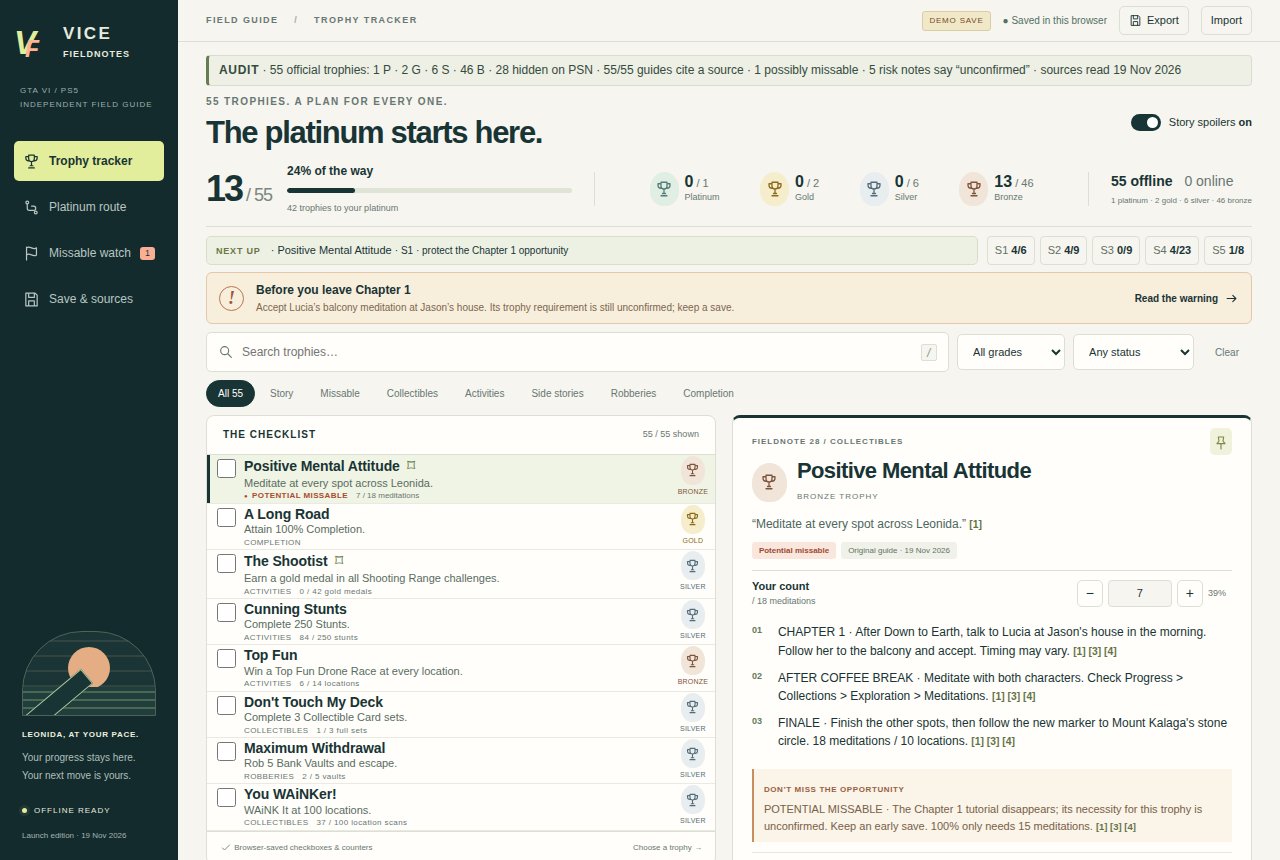 VICE
FIELDNOTES
GTA VI / PS5
INDEPENDENT FIELD GUIDE
Trophy tracker
Platinum route
Missable watch 1
Save & sources
LEONIDA, AT YOUR PACE.
Your progress stays here.
Your next move is yours.
OFFLINE READY
Launch edition · 19 Nov 2026
FIELD GUIDE / TROPHY TRACKER
DEMO SAVE
● Saved in this browser
Export
Import
AUDIT · 55 official trophies: 1 P · 2 G · 6 S · 46 B · 28 hidden on PSN · 55/55 guides cite a source · 1 possibly missable · 5 risk notes say “unconfirmed” · sources read 19 Nov 2026
55 TROPHIES. A PLAN FOR EVERY ONE.
The platinum starts here.
Story spoilers on
13 / 55
24% of the way
42 trophies to your platinum
0 / 1
Platinum
0 / 2
Gold
0 / 6
Silver
13 / 46
Bronze
55 offline 0 online
1 platinum · 2 gold · 6 silver · 46 bronze
NEXT UP · Positive Mental Attitude · S1 · protect the Chapter 1 opportunity
S1 4/6
S2 4/9
S3 0/9
S4 4/23
S5 1/8
!
Before you leave Chapter 1
Accept Lucia’s balcony meditation at Jason’s house. Its trophy requirement is still unconfirmed; keep a save.
Read the warning →
Search trophies…
/
All grades
Any status
Clear
All 55
Story
Missable
Collectibles
Activities
Side stories
Robberies
Completion
THE CHECKLIST
55 / 55 shown
Positive Mental Attitude
Meditate at every spot across Leonida.
• POTENTIAL MISSABLE 7 / 18 meditations
BRONZE
A Long Road
Attain 100% Completion.
COMPLETION
GOLD
The Shootist
Earn a gold medal in all Shooting Range challenges.
ACTIVITIES 0 / 42 gold medals
SILVER
Cunning Stunts
Complete 250 Stunts.
ACTIVITIES 84 / 250 stunts
SILVER
Top Fun
Win a Top Fun Drone Race at every location.
ACTIVITIES 6 / 14 locations
BRONZE
Don't Touch My Deck
Complete 3 Collectible Card sets.
COLLECTIBLES 1 / 3 full sets
SILVER
Maximum Withdrawal
Rob 5 Bank Vaults and escape.
ROBBERIES 2 / 5 vaults
SILVER
You WAiNKer!
WAiNK It at 100 locations.
COLLECTIBLES 37 / 100 location scans
SILVER
Browser-saved checkboxes & counters
Choose a trophy →
FIELDNOTE 28 / COLLECTIBLES
Positive Mental Attitude
BRONZE TROPHY
“Meditate at every spot across Leonida.” [1]
Potential missable
Original guide · 19 Nov 2026
Your count
/ 18 meditations
− 7 + 39%
01 CHAPTER 1 · After Down to Earth, talk to Lucia at Jason's house in the morning.
Follow her to the balcony and accept. Timing may vary. [1] [3] [4]
02 AFTER COFFEE BREAK · Meditate with both characters. Check Progress >
Collections > Exploration > Meditations. [1] [3] [4]
03 FINALE · Finish the other spots, then follow the new marker to Mount Kalaga's stone
circle. 18 meditations / 10 locations. [1] [3] [4]
DON'T MISS THE OPPORTUNITY
POTENTIAL MISSABLE · The Chapter 1 tutorial disappears; its necessity for this trophy is
unconfirmed. Keep an early save. 100% only needs 15 meditations. [1] [3] [4]